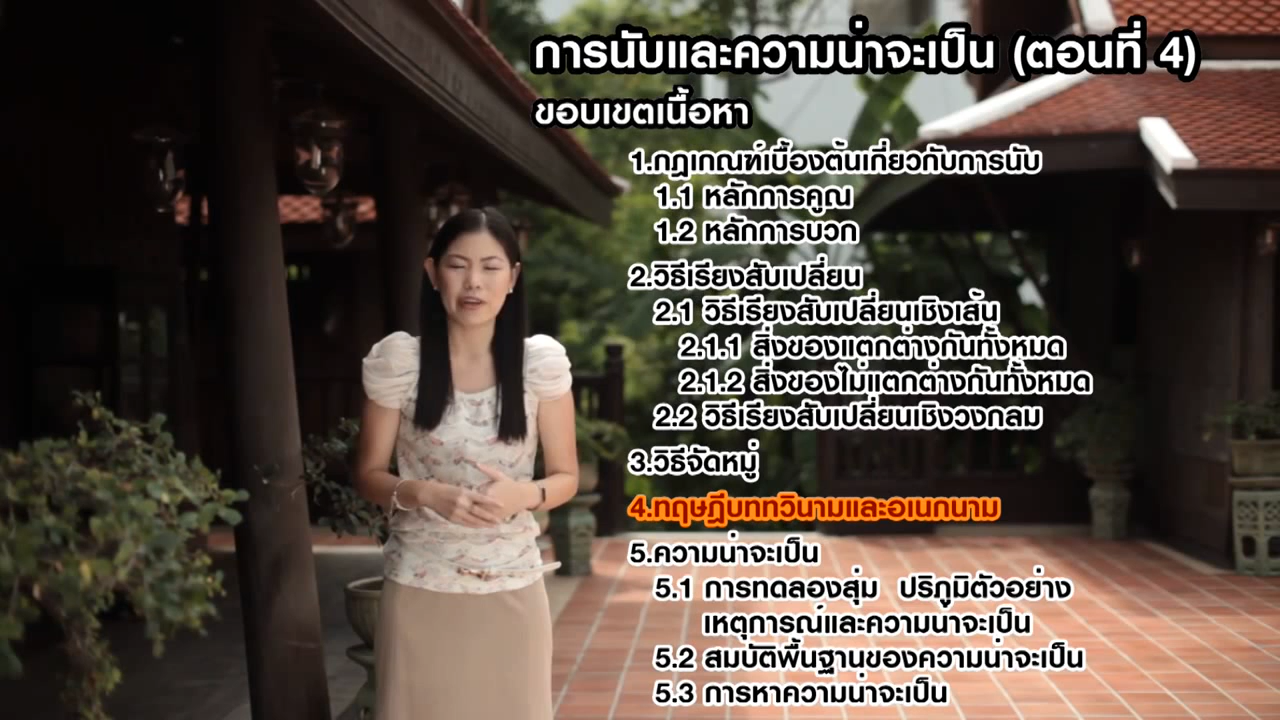 การนับและความน่าจะเป็น (ตอนที่ 4)
ขอบเขตเนื้อหา
1.กฎเกณฑ์เบื้องต้นเกี่ยวกับการนับ
1.1 หลักการคูณ
1.2 หลักการบวก
2.วิธีเรียงสับเปลี่ยน
2.1 วิธีเรียงสับเปลี่ยนเชิงเส้น
2.1.1 สิ่งของแตกต่างกันทั้งหมด
2.1.2 สิ่งของไม่แตกต่างกันทั้งหมด
2.2 วิธีเรียงสับเปลี่ยนเชิงวงกลม
3.วิธีจัดหมู่
4.ทฤษฎีบททวินามและอเนกนาม
5.ความน่าจะเป็น
5.1 การทดลองสุ่ม ปริภูมิตัวอย่าง
เหตุการณ์และความน่าจะเป็น
5.2 สมบัติพื้นฐานของความน่าจะเป็น
5.3 การหาความน่าจะเป็น